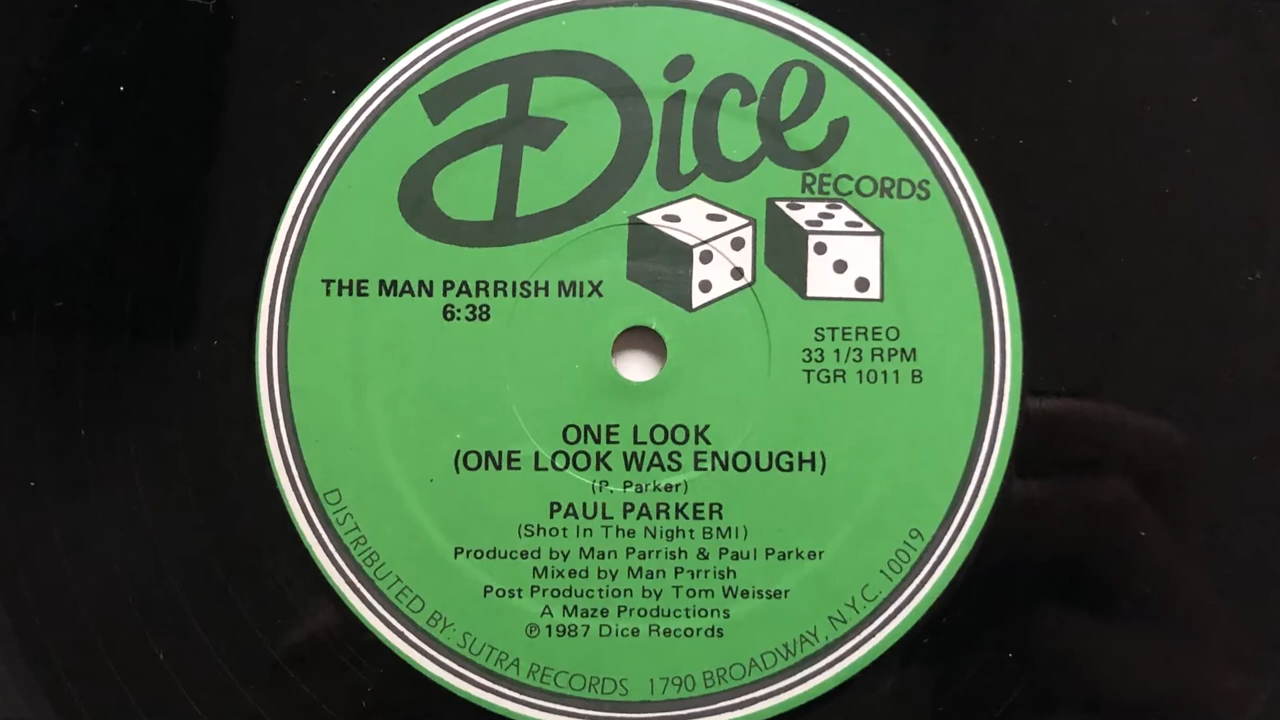 Dice
RECORDS
THE MAN PARRISH MIX
6:38
STEREO
33 1/3 RPM
TGR 1011 B
ONE LOOK
(ONE LOOK WAS ENOUGH)
(P. Parker)
PAUL PARKER
(Shot In The Night BMI)
Produced by Man Parrish & Paul Parker
Mixed by Man Parrish
Post Production by Tom Weisser
A Maze Productions
℗ 1987 Dice Records
DISTRIBUTED BY: SUTRA RECORDS 1790 BROADWAY, N.Y.C. 10019